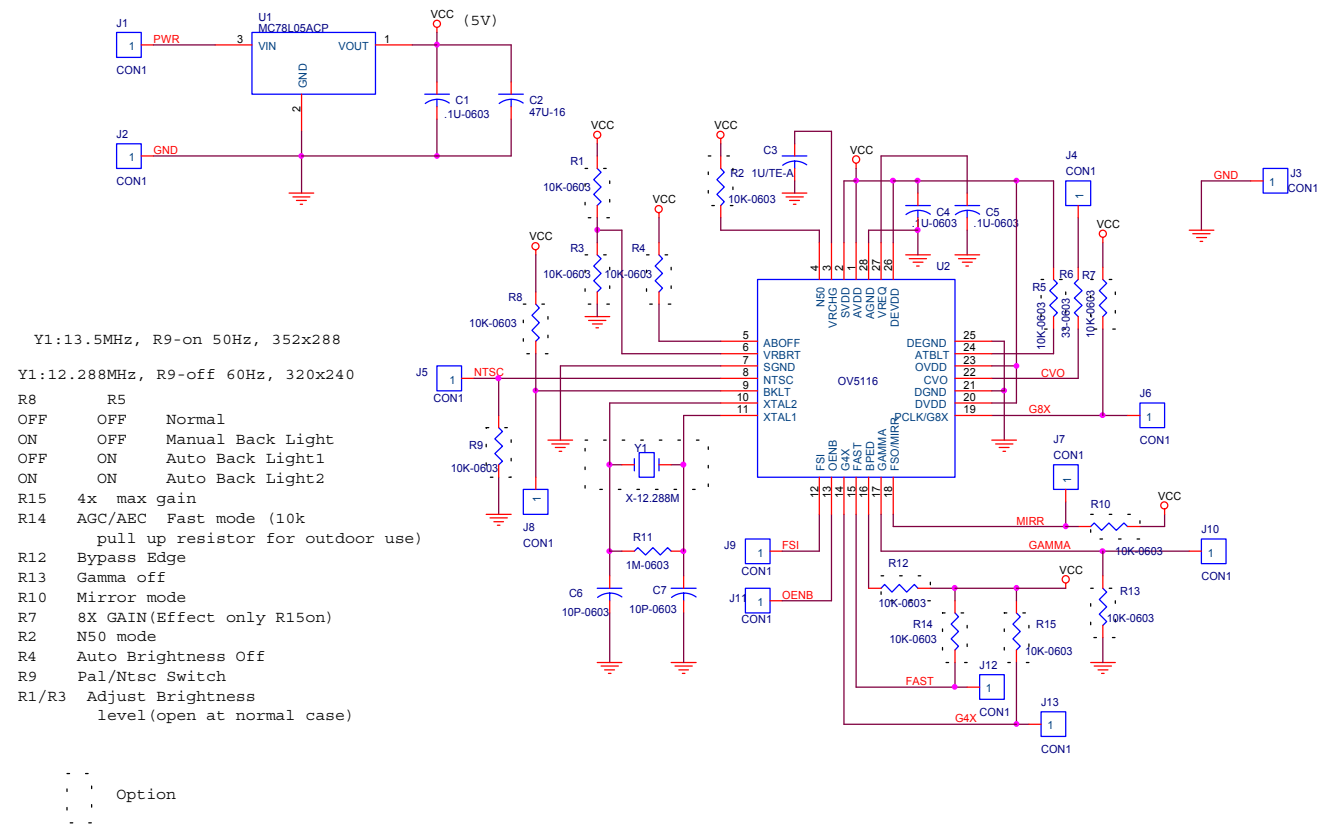 J1
1
PWR
CON1
U1
MC78L05ACP
3
VIN
VOUT
1
GND
2
VCC
(5V)
C1
.1U-0603
C2
47U-16
J2
1
GND
CON1
VCC
R1
10K-0603
R3
10K-0603
VCC
R4
10K-0603
VCC
R8
10K-0603
VCC
R2
10K-0603
C3
1U/TE-A
VCC
C4
.1U-0603
C5
.1U-0603
J4
CON1
1
VCC
R5
10K-0603
R6
33-0603
R7
10K-0603
GND
1
J3
CON1
U2
OV5116
4
3
2
1
28
27
26
N50
VRCHG
SVDD
AVDD
AGND
VREQ
DEVDD
5
6
7
8
9
10
11
ABOFF
VRBRT
SGND
NTSC
BKLT
XTAL2
XTAL1
DEGND
ATBLT
OVDD
CVO
DGND
DVDD
PCLK/G8X
25
24
23
22
21
20
19
FSI
OENB
G4X
FAST
BPED
GAMMA
FSO/MIRR
12
13
14
15
16
17
18
CVO
G8X
J6
1
CON1
J5
1
NTSC
CON1
R9
10K-0603
J8
1
CON1
Y1
X-12.288M
R11
1M-0603
C6
10P-0603
C7
10P-0603
J9
1
FSI
CON1
J11
1
OENB
CON1
J7
CON1
1
MIRR
R10
10K-0603
VCC
GAMMA
J10
1
CON1
R12
10K-0603
VCC
R13
10K-0603
R14
10K-0603
R15
10K-0603
FAST
J12
1
CON1
G4X
J13
1
CON1
Y1:13.5MHz, R9-on 50Hz, 352x288
Y1:12.288MHz, R9-off 60Hz, 320x240
R8 R5
OFF OFF Normal
ON OFF Manual Back Light
OFF ON Auto Back Light1
ON ON Auto Back Light2
R15 4x max gain
R14 AGC/AEC Fast mode (10k
pull up resistor for outdoor use)
R12 Bypass Edge
R13 Gamma off
R10 Mirror mode
R7 8X GAIN(Effect only R15on)
R2 N50 mode
R4 Auto Brightness Off
R9 Pal/Ntsc Switch
R1/R3 Adjust Brightness
level(open at normal case)
Option